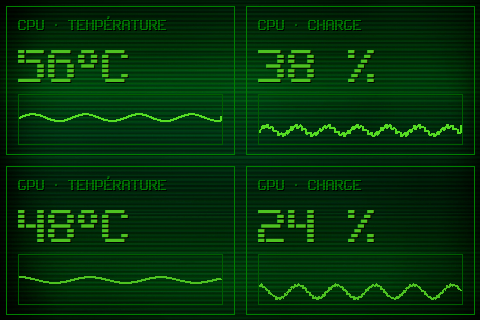 CPU · TEMPÉRATURE
56°C
CPU · CHARGE
38 %
GPU · TEMPÉRATURE
48°C
GPU · CHARGE
24 %